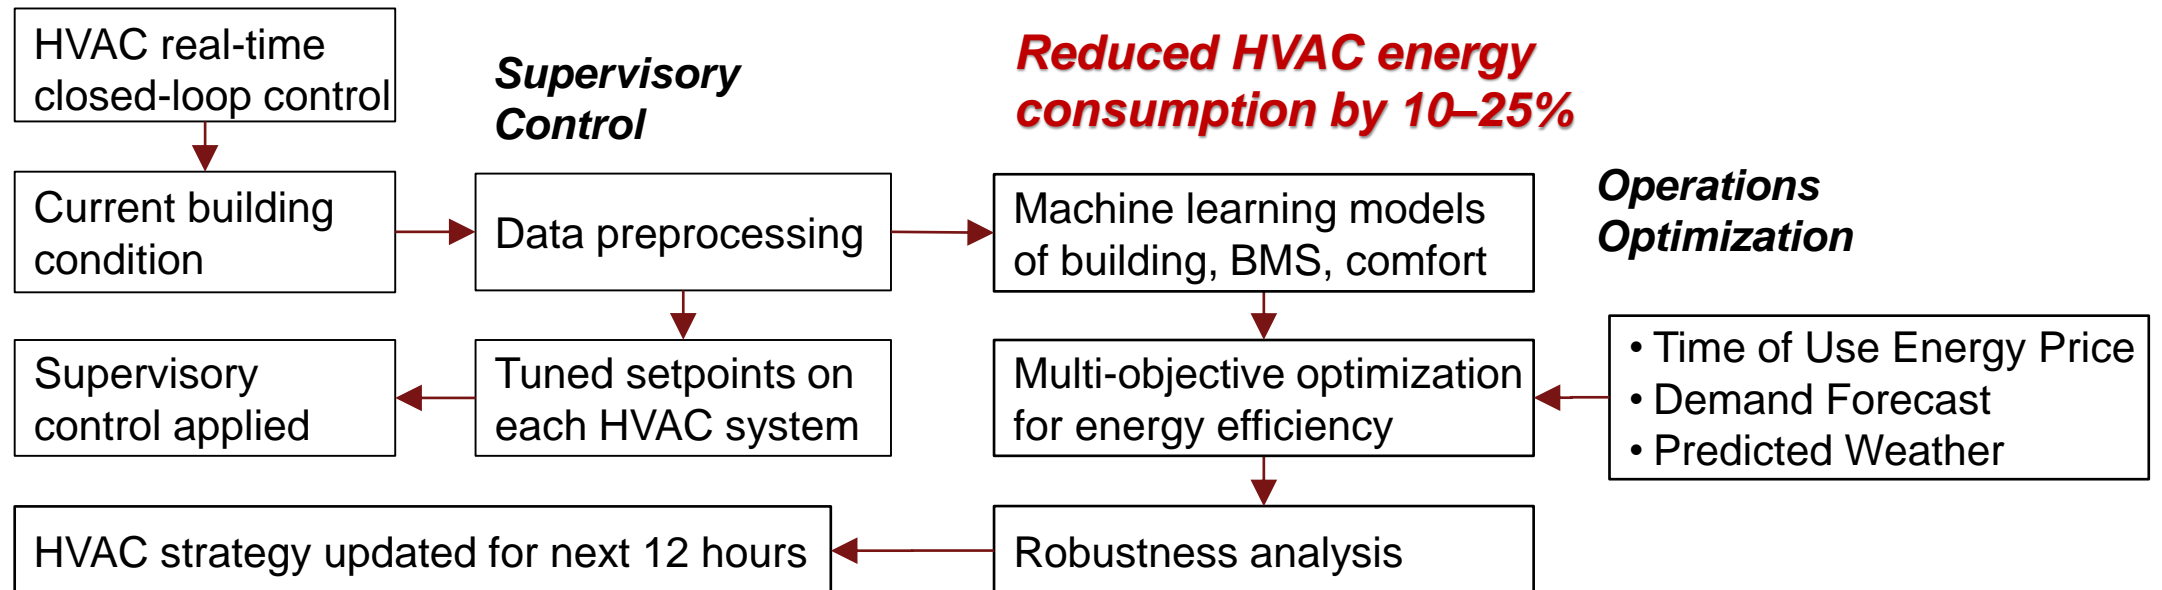 HVAC real-time
closed-loop control
Supervisory
Control
Reduced HVAC energy
consumption by 10–25%
Current building
condition
Data preprocessing
Machine learning models
of building, BMS, comfort
Operations
Optimization
Supervisory
control applied
Tuned setpoints on
each HVAC system
Multi-objective optimization
for energy efficiency
• Time of Use Energy Price
• Demand Forecast
• Predicted Weather
HVAC strategy updated for next 12 hours
Robustness analysis